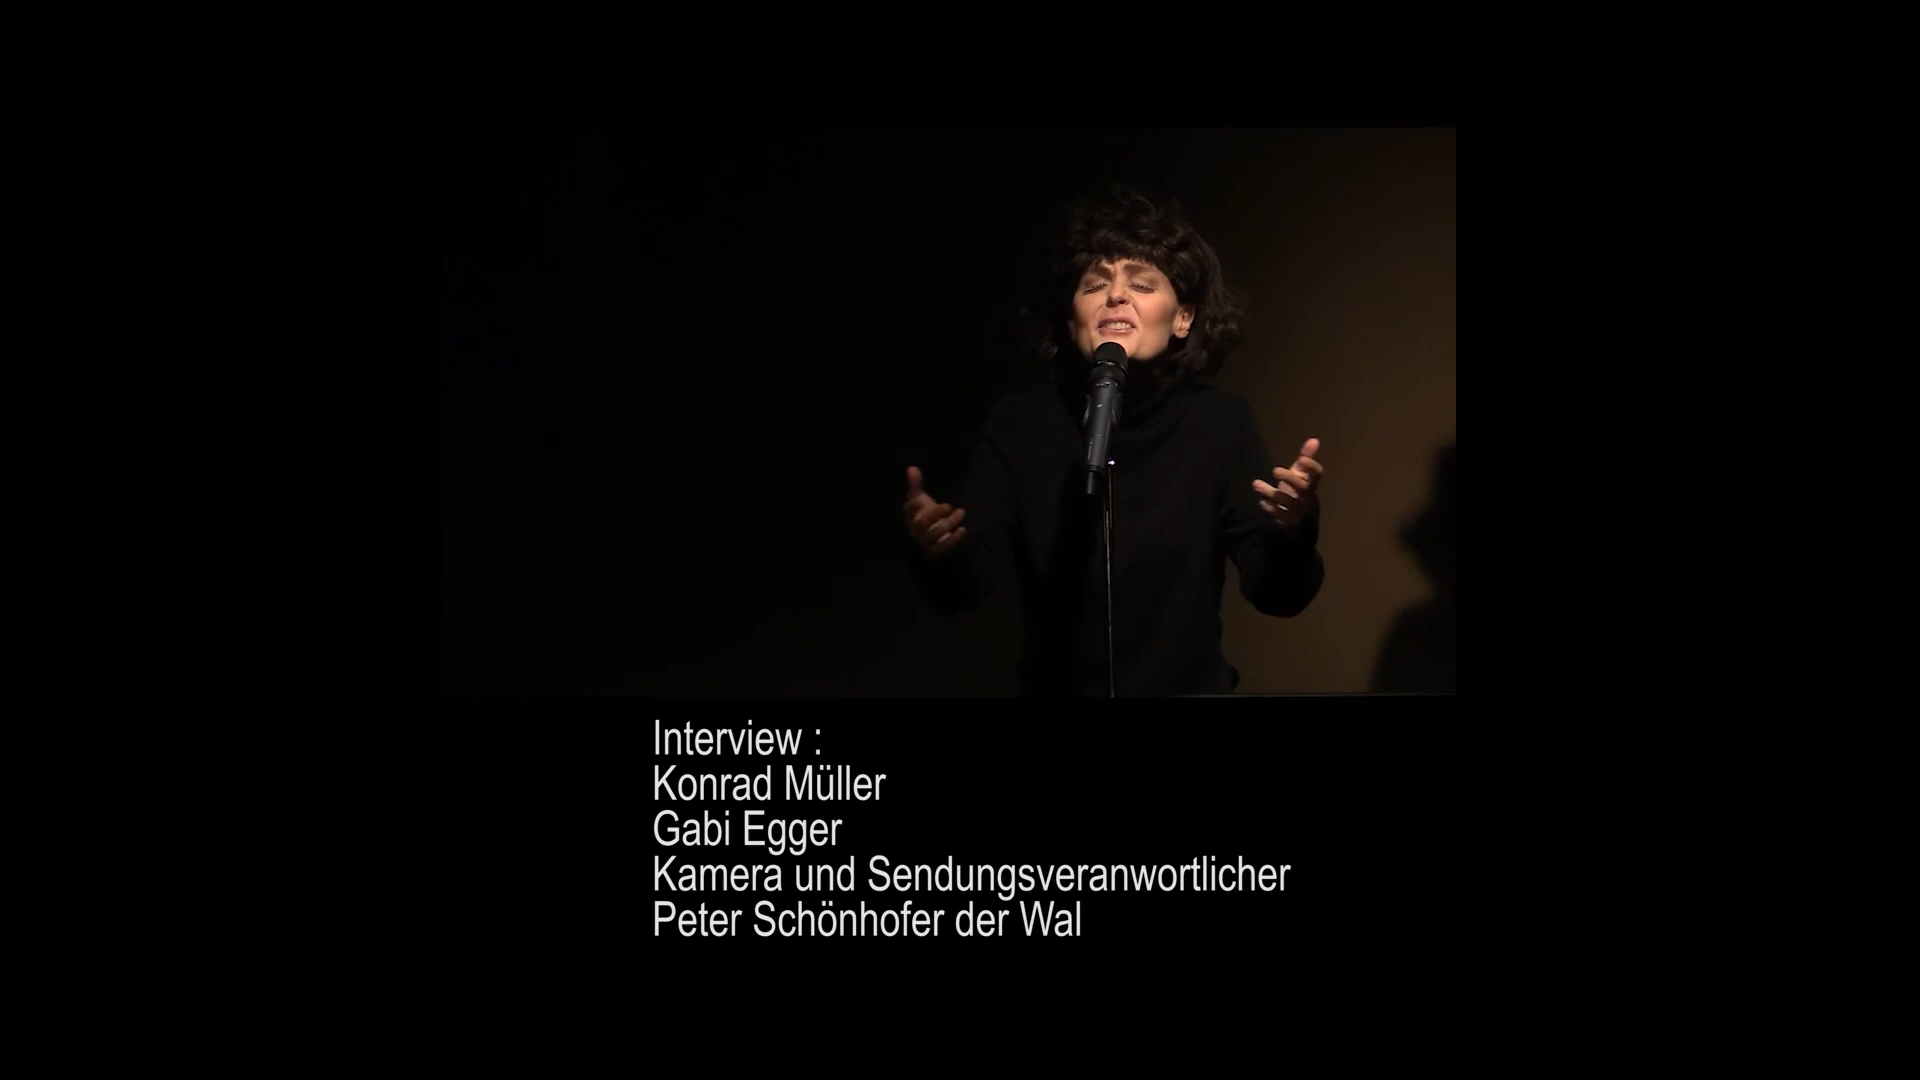 Interview :
Konrad Müller
Gabi Egger
Kamera und Sendungsveranwortlicher
Peter Schönhofer der Wal